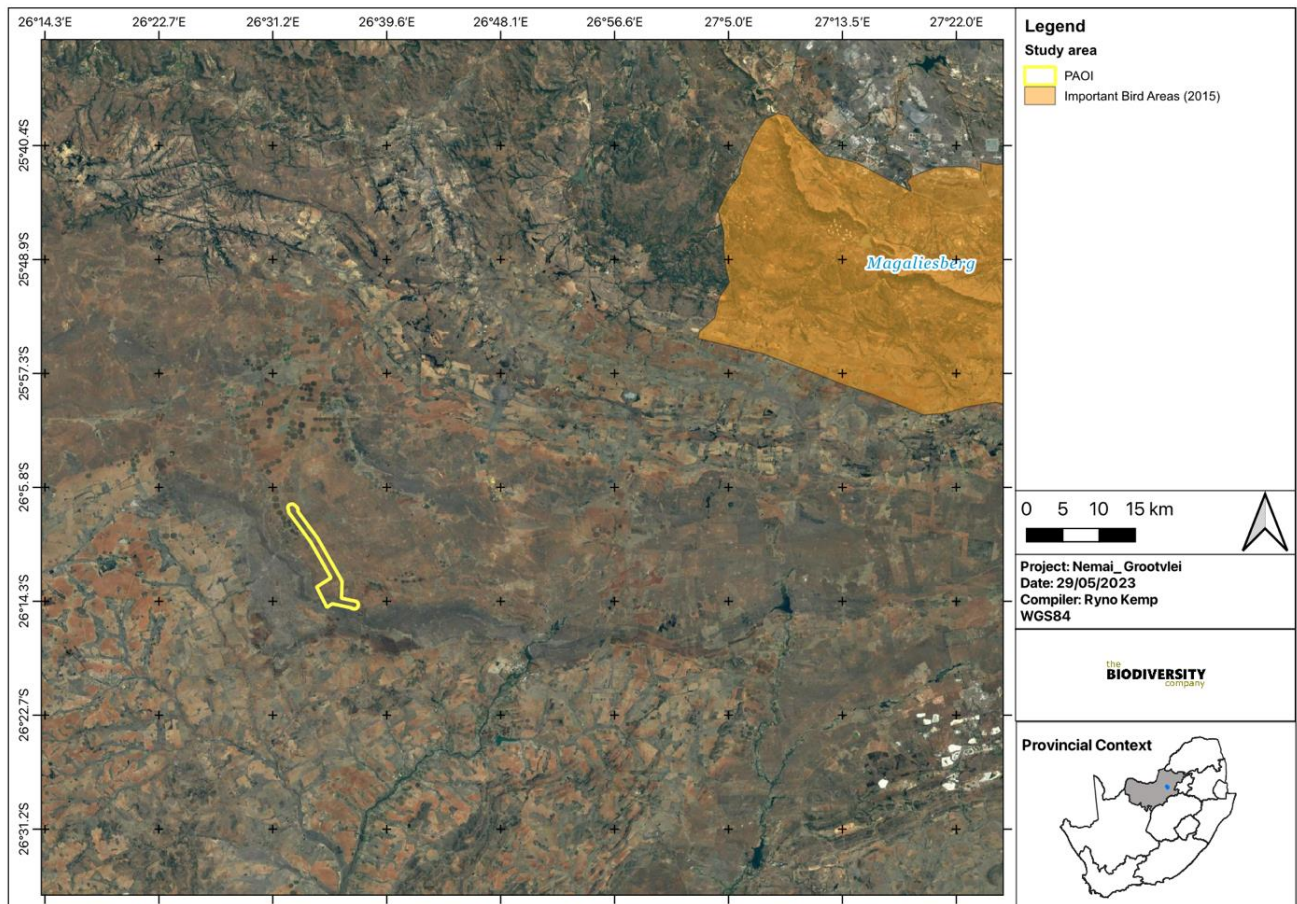 26°14.3'E 26°22.7'E 26°31.2'E 26°39.6'E 26°48.1'E 26°56.6'E 27°5.0'E 27°13.5'E 27°22.0'E
25°40.4'S
25°48.9'S
25°57.3'S
26°5.8'S
26°14.3'S
26°22.7'S
26°31.2'S
Magaliesberg
Legend
Study area
PAOI
Important Bird Areas (2015)
0 5 10 15 km
Project: Nemai_Grootvlei
Date: 29/05/2023
Compiler: Ryno Kemp
WGS84
the
BIODIVERSITY
company
Provincial Context